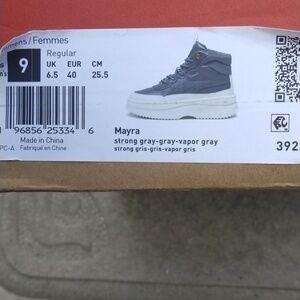 mens / Femmes
9
Regular
UK EUR CM
6.5 40 25.5
96856 25334 6
Made in China
PC-A Fabriqué en Chine
Mayra
strong gray-gray-vapor gray
strong gris-gris-vapor gris
392